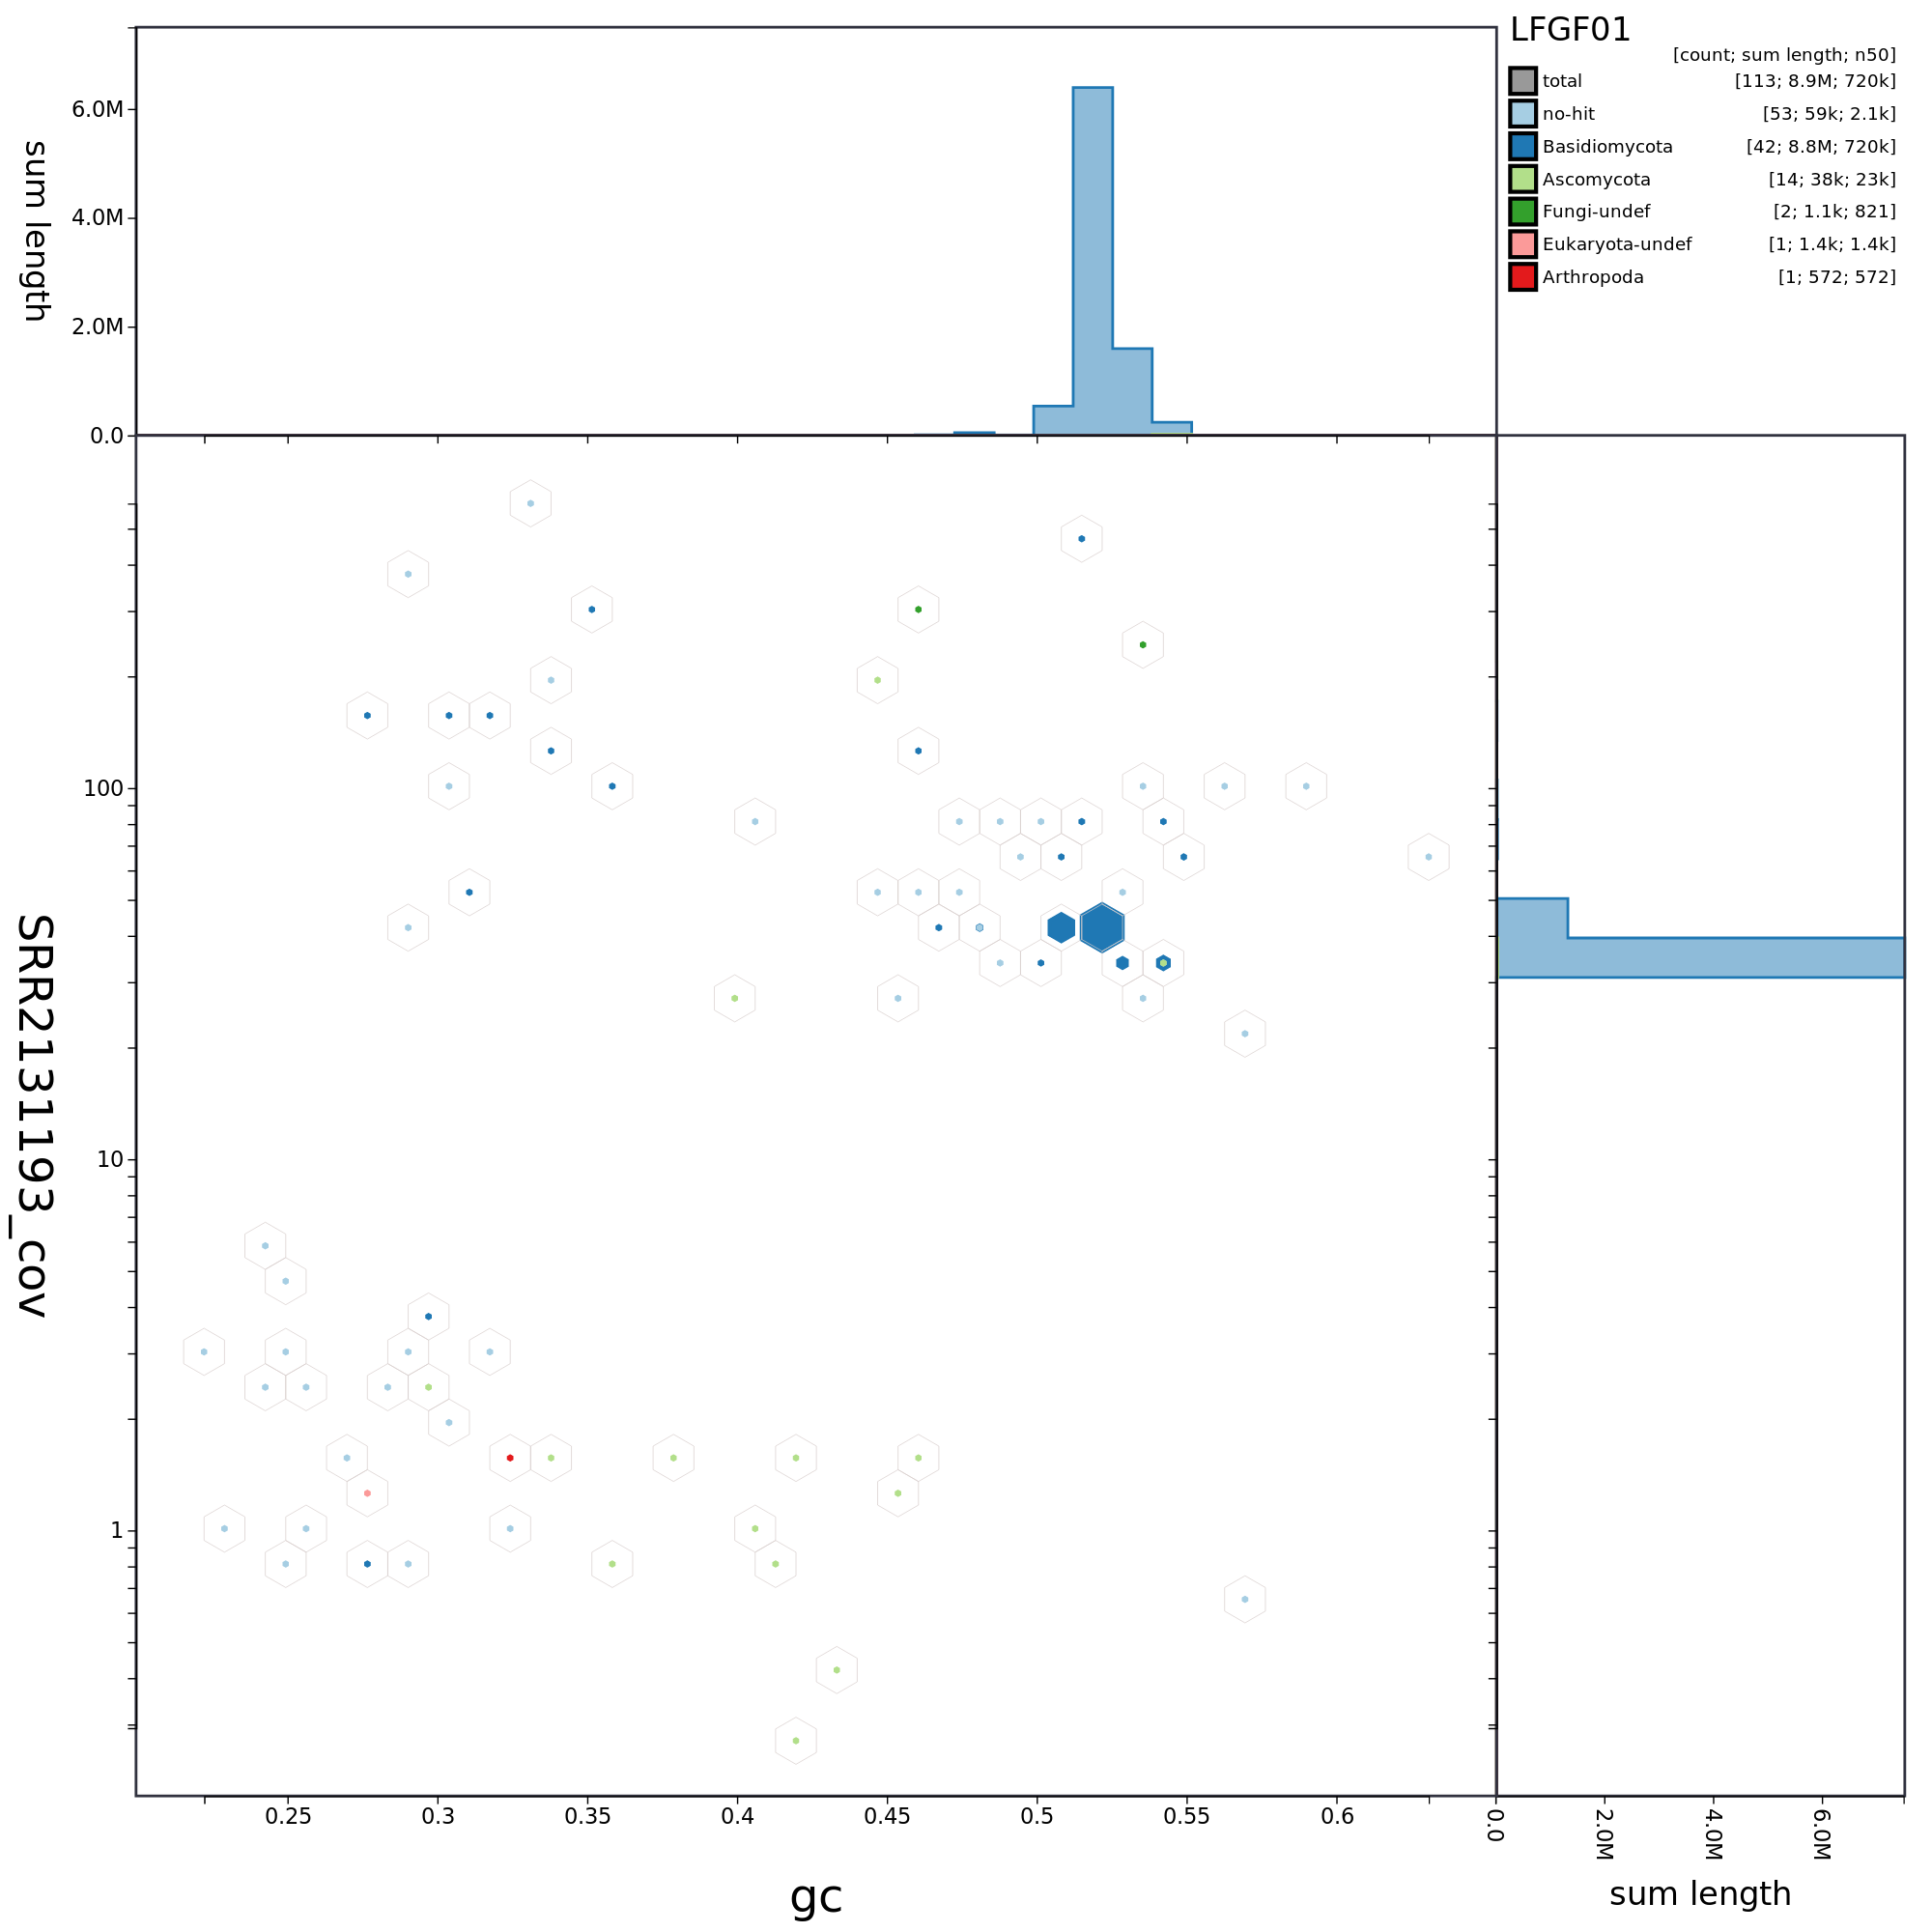 LFGF01
[count; sum length; n50]
total [113; 8.9M; 720k]
no-hit [53; 59k; 2.1k]
Basidiomycota [42; 8.8M; 720k]
Ascomycota [14; 38k; 23k]
Fungi-undef [2; 1.1k; 821]
Eukaryota-undef [1; 1.4k; 1.4k]
Arthropoda [1; 572; 572]
sum length
6.0M
4.0M
2.0M
0.0
SRR2131193_cov
100
10
1
0.25 0.3 0.35 0.4 0.45 0.5 0.55 0.6
gc
0.0 2.0M 4.0M 6.0M
sum length